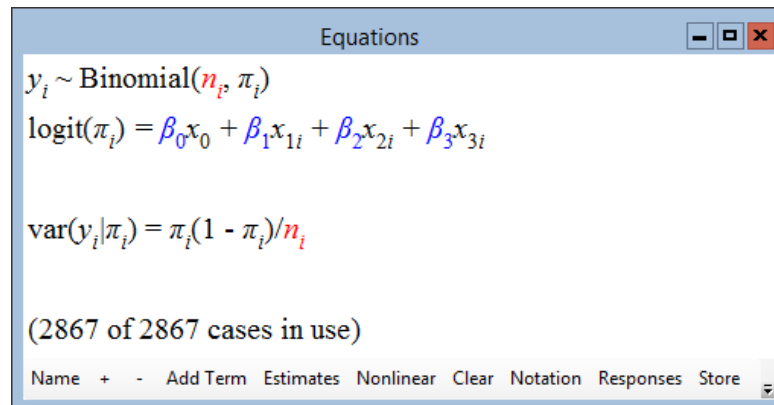 Equations
yᵢ ~ Binomial(nᵢ, πᵢ)
logit(πᵢ) = β₀x₀ + β₁x₁ᵢ + β₂x₂ᵢ + β₃x₃ᵢ
var(yᵢ|πᵢ) = πᵢ(1 - πᵢ)/nᵢ
(2867 of 2867 cases in use)
Name + - Add Term Estimates Nonlinear Clear Notation Responses Store